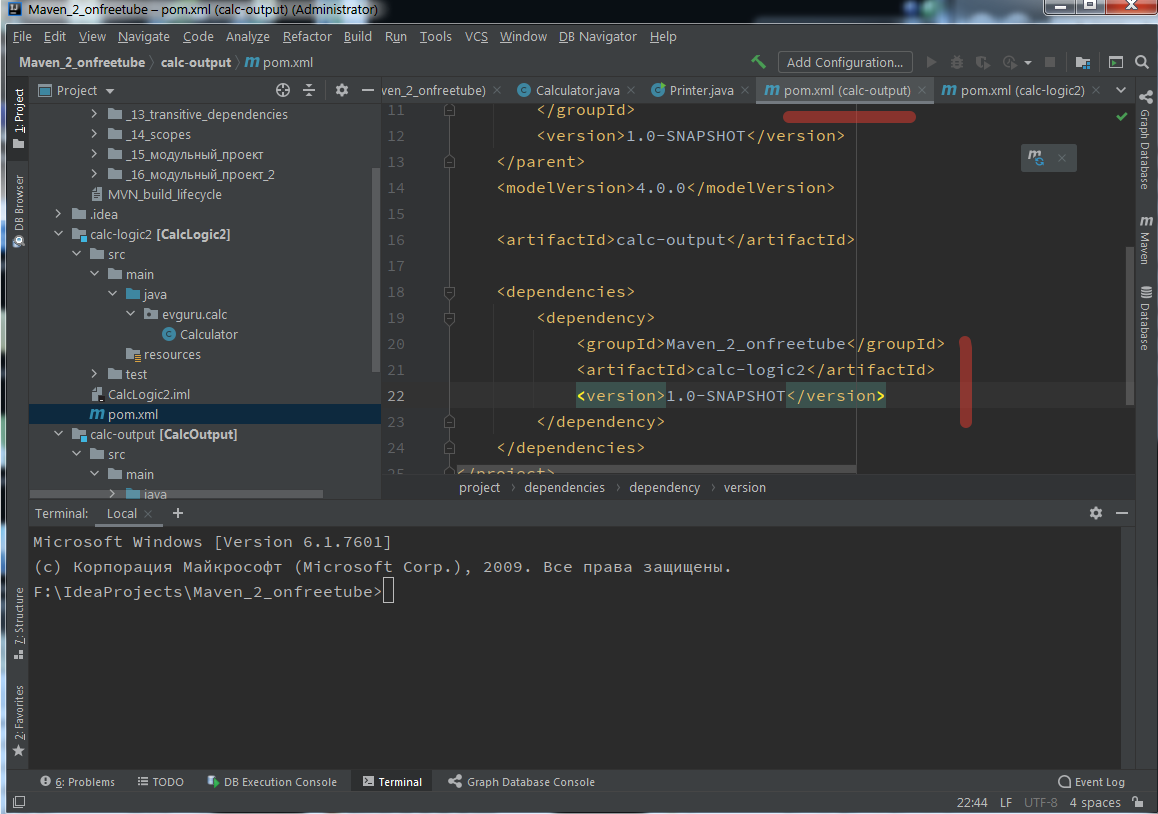 Maven_2_onfreetube – pom.xml (calc-output) (Administrator)
File Edit View Navigate Code Analyze Refactor Build Run Tools VCS Window DB Navigator Help
Maven_2_onfreetube calc-output pom.xml Add Configuration...
Project
ven_2_onfreetube) Calculator.java Printer.java pom.xml (calc-output) pom.xml (calc-logic2)
_13_transitive_dependencies
_14_scopes
_15_модульный_проект
_16_модульный_проект_2
MVN_build_lifecycle
.idea
calc-logic2 [CalcLogic2]
src
main
java
evguru.calc
Calculator
resources
test
CalcLogic2.iml
pom.xml
calc-output [CalcOutput]
src
main
java
11 </groupId>
12 <version>1.0-SNAPSHOT</version>
13 </parent>
14 <modelVersion>4.0.0</modelVersion>
15
16 <artifactId>calc-output</artifactId>
17
18 <dependencies>
19 <dependency>
20 <groupId>Maven_2_onfreetube</groupId>
21 <artifactId>calc-logic2</artifactId>
22 <version>1.0-SNAPSHOT</version>
23 </dependency>
24 </dependencies>
25 </project>
project dependencies dependency version
1: Project
DB Browser
7: Structure
2: Favorites
Graph Database
Maven
Database
Terminal: Local
Microsoft Windows [Version 6.1.7601]
(c) Корпорация Майкрософт (Microsoft Corp.), 2009. Все права защищены.
F:\IdeaProjects\Maven_2_onfreetube>
6: Problems TODO DB Execution Console Terminal Graph Database Console Event Log
22:44 LF UTF-8 4 spaces